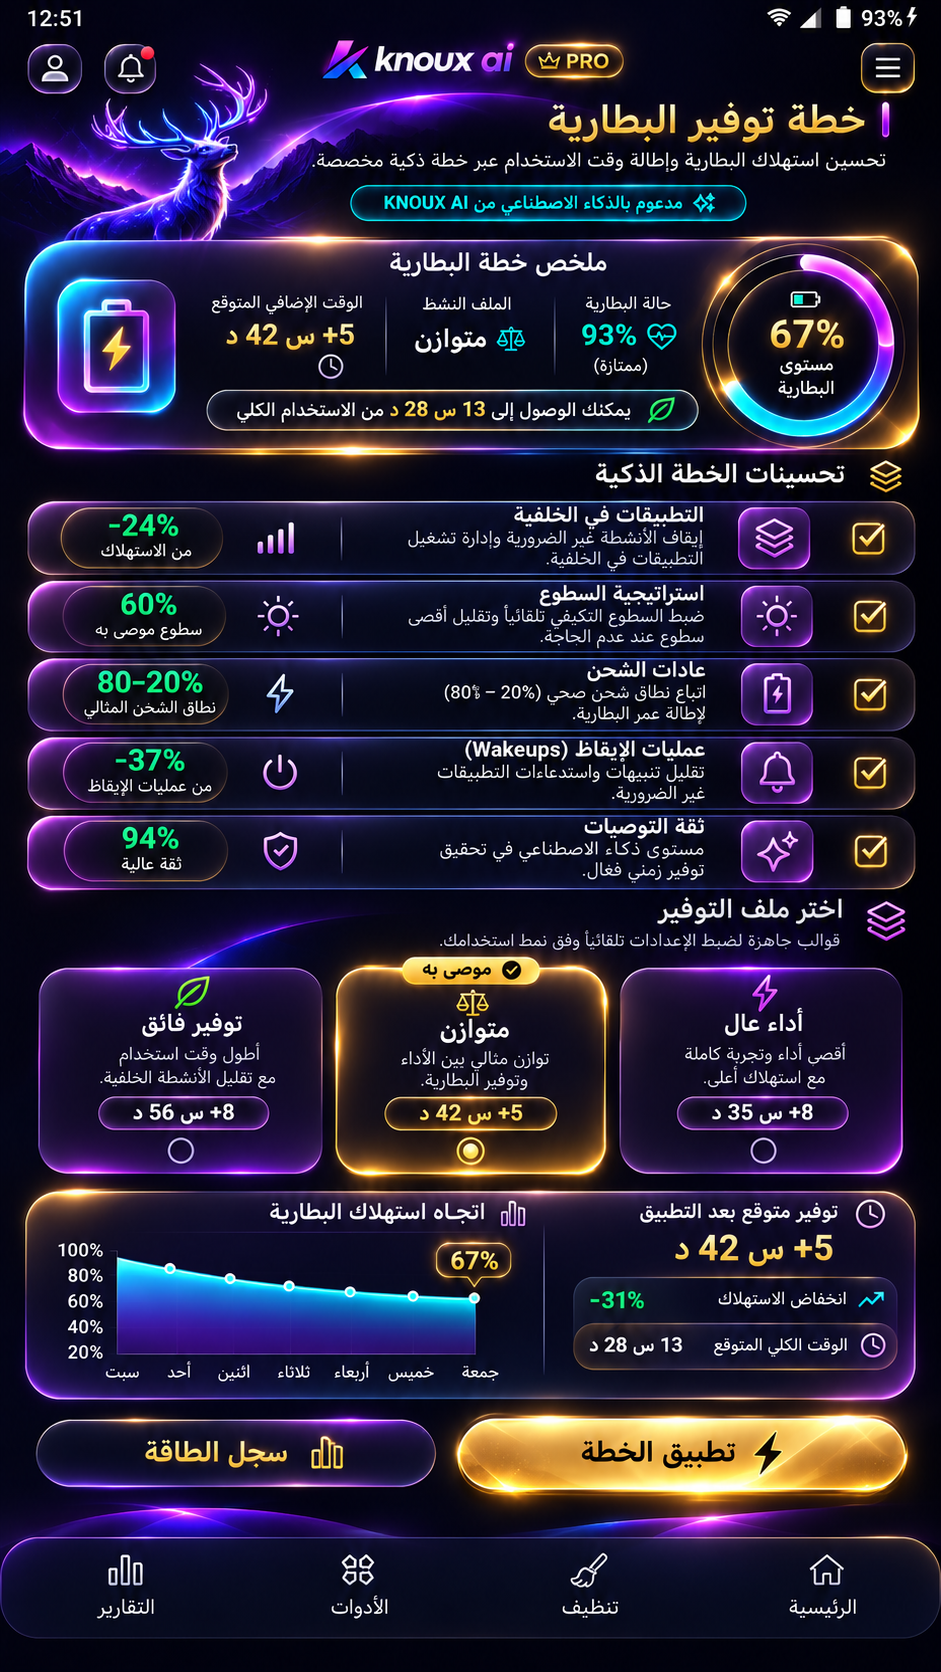 12:51
93%
knoux ai PRO
خطة توفير البطارية
تحسين استهلاك البطارية وإطالة وقت الاستخدام عبر خطة ذكية مخصصة.
مدعوم بالذكاء الاصطناعي من KNOUX AI
ملخص خطة البطارية
67%
مستوى
البطارية
حالة البطارية
93%
(ممتازة)
الملف النشط
متوازن
الوقت الإضافي المتوقع
+5 س 42 د
يمكنك الوصول إلى 13 س 28 د من الاستخدام الكلي
تحسينات الخطة الذكية
التطبيقات في الخلفية
إيقاف الأنشطة غير الضرورية وإدارة تشغيل
التطبيقات في الخلفية.
-24%
من الاستهلاك
استراتيجية السطوع
ضبط السطوع التكيفي تلقائياً وتقليل أقصى
سطوع عند عدم الحاجة.
60%
سطوع موصى به
عادات الشحن
اتباع نطاق شحن صحي (20% – 80%)
لإطالة عمر البطارية.
80-20%
نطاق الشحن المثالي
عمليات الإيقاظ (Wakeups)
تقليل تنبيهات واستدعاءات التطبيقات
غير الضرورية.
-37%
من عمليات الإيقاظ
ثقة التوصيات
مستوى ذكاء الاصطناعي في تحقيق
توفير زمني فعال.
94%
ثقة عالية
اختر ملف التوفير
قوالب جاهزة لضبط الإعدادات تلقائياً وفق نمط استخدامك.
أداء عال
أقصى أداء وتجربة كاملة
مع استهلاك أعلى.
+8 س 35 د
موصى به
متوازن
توازن مثالي بين الأداء
وتوفير البطارية.
+5 س 42 د
توفير فائق
أطول وقت استخدام
مع تقليل الأنشطة الخلفية.
+8 س 56 د
توفير متوقع بعد التطبيق
+5 س 42 د
انخفاض الاستهلاك -31%
الوقت الكلي المتوقع 13 س 28 د
اتجاه استهلاك البطارية
67%
100%
80%
60%
40%
20%
جمعة خميس أربعاء ثلاثاء اثنين أحد سبت
تطبيق الخطة
سجل الطاقة
الرئيسية
تنظيف
الأدوات
التقارير